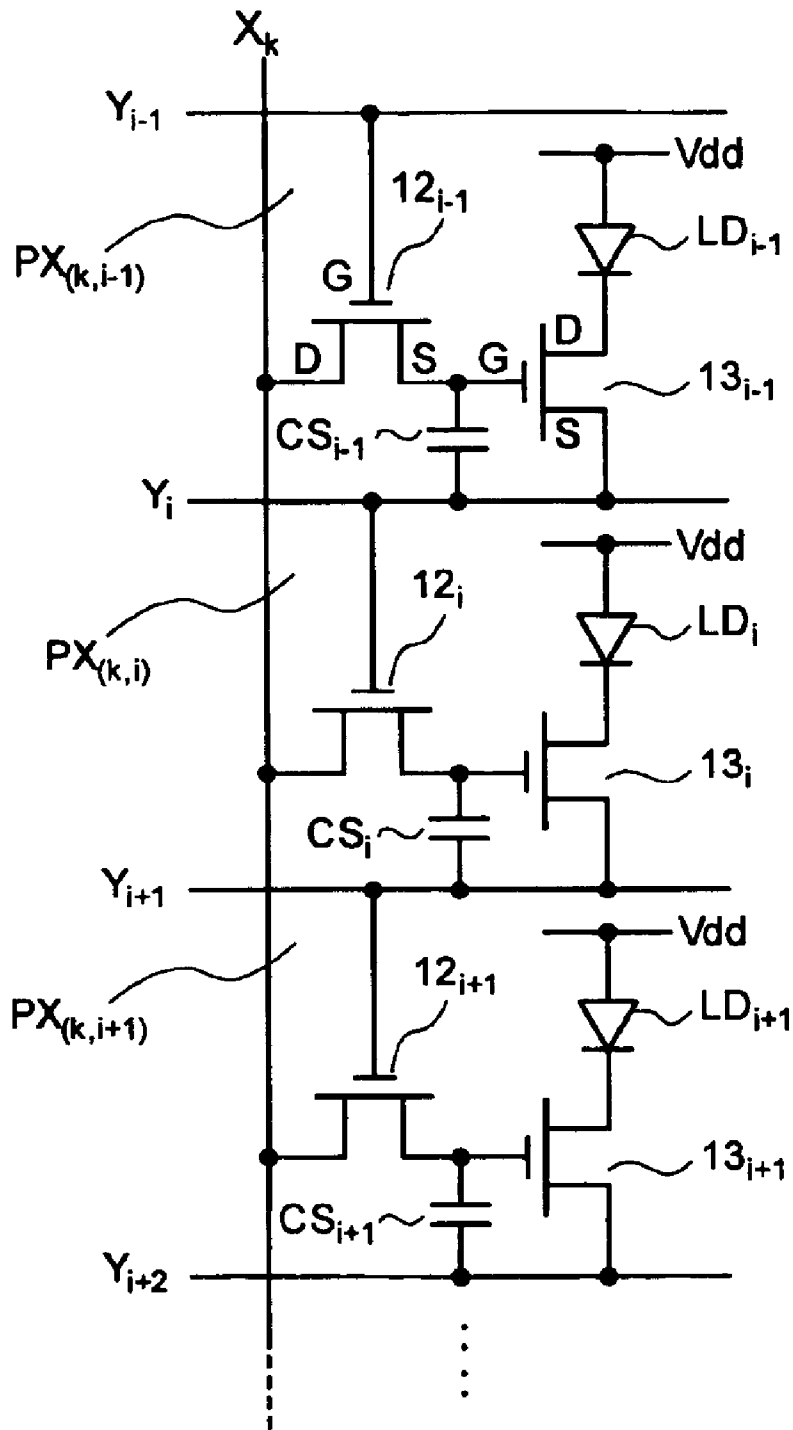 X_k
Y_{i-1}
Vdd
12_{i-1}
LD_{i-1}
PX_{(k,i-1)}
G
D
D S G
13_{i-1}
CS_{i-1}
S
Y_i
Vdd
12_i
LD_i
PX_{(k,i)}
13_i
CS_i
Y_{i+1}
Vdd
12_{i+1}
LD_{i+1}
PX_{(k,i+1)}
13_{i+1}
CS_{i+1}
Y_{i+2}